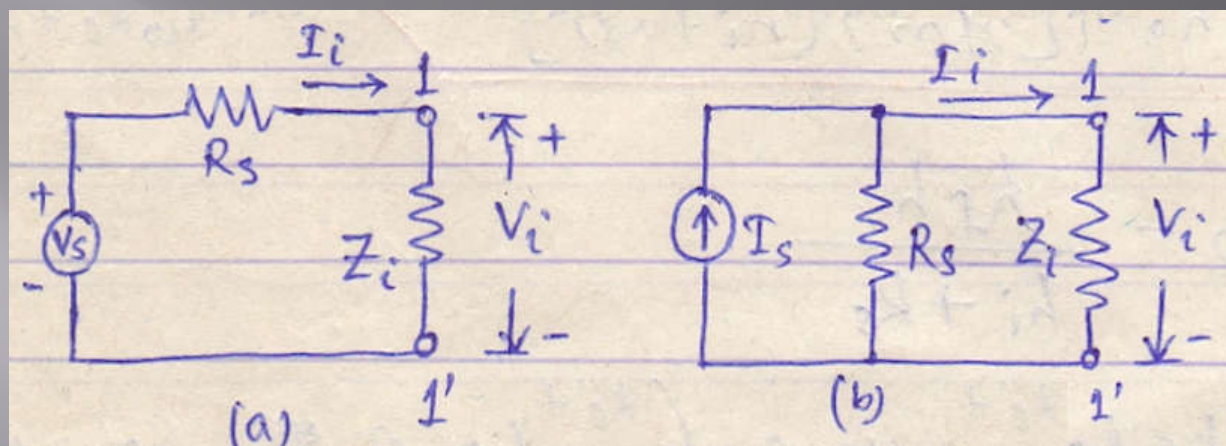 Ii
1
Rs
+
Vs
-
Zi
+
Vi
-
1'
(a)
Ii
1
Is
Rs
Zi
+
Vi
-
1'
(b)